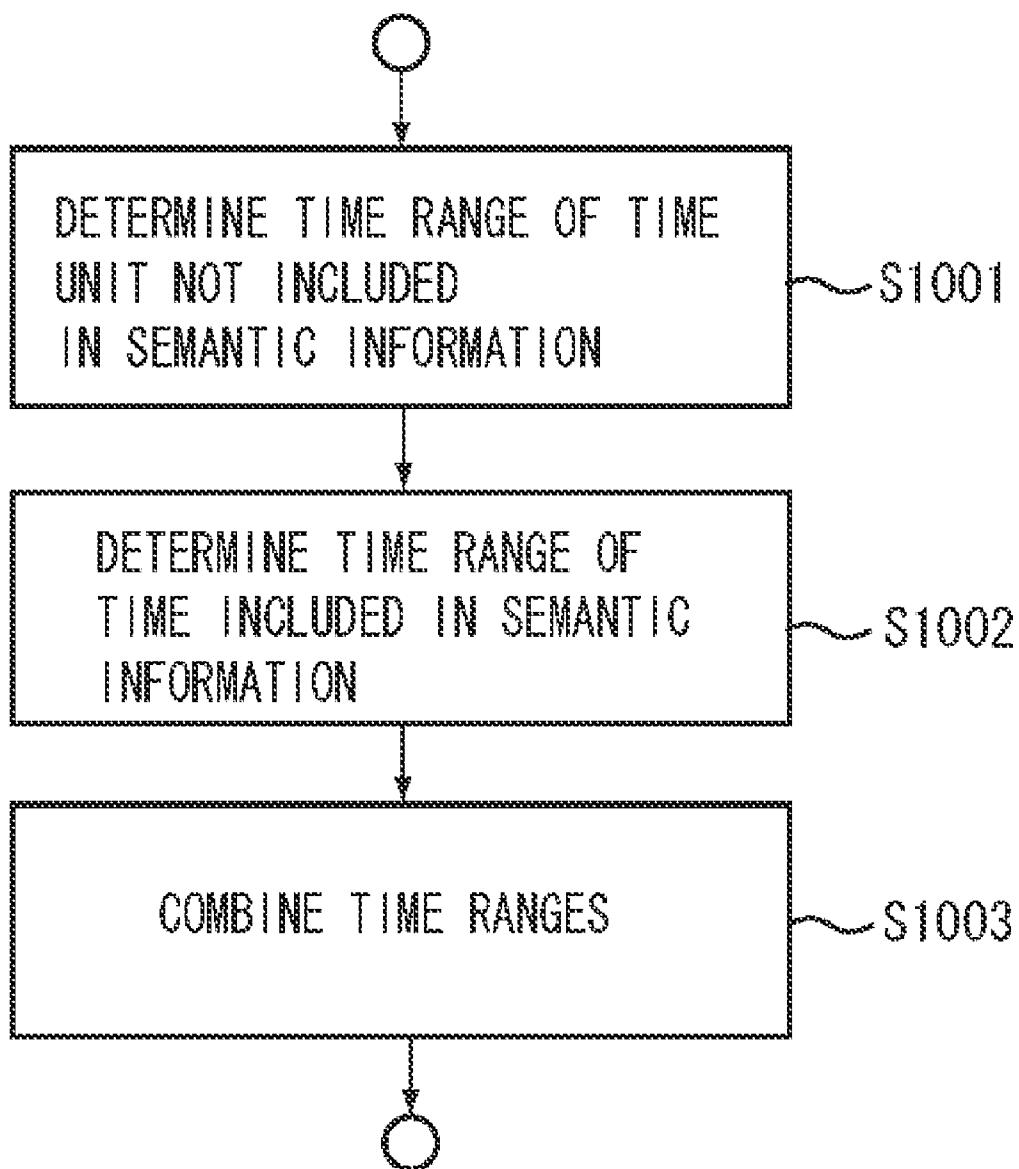 DETERMINE TIME RANGE OF TIME
UNIT NOT INCLUDED
IN SEMANTIC INFORMATION
S1001
DETERMINE TIME RANGE OF
TIME INCLUDED IN SEMANTIC
INFORMATION
S1002
COMBINE TIME RANGES
S1003